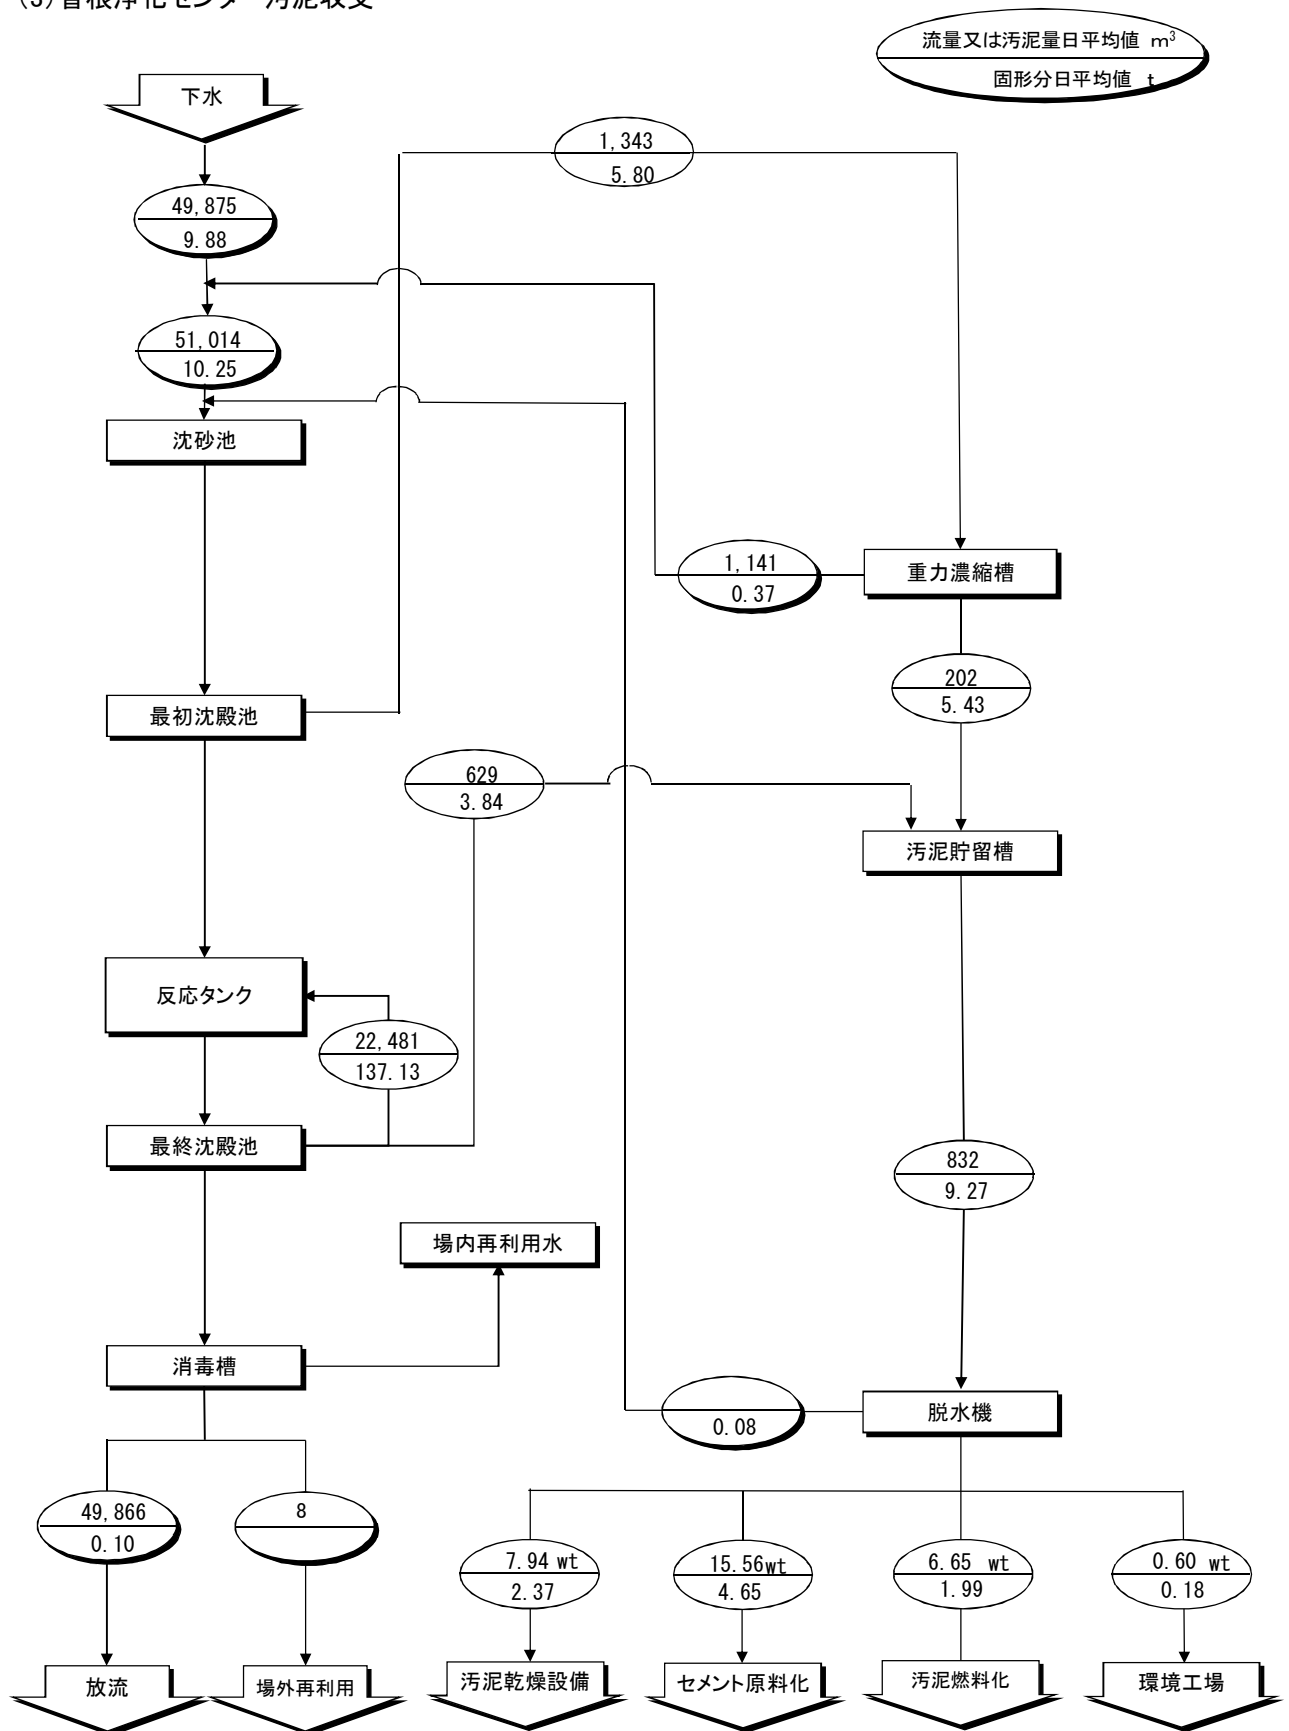 (3)曽根浄化センター汚泥収支
流量又は汚泥量日平均値 m³
固形分日平均値 t
下水
1,343
5.80
49,875
9.88
51,014
10.25
沈砂池
1,141
0.37
重力濃縮槽
202
5.43
最初沈殿池
629
3.84
汚泥貯留槽
反応タンク
22,481
137.13
最終沈殿池
832
9.27
場内再利用水
消毒槽
脱水機
0.08
49,866
0.10
8
7.94 wt
2.37
15.56wt
4.65
6.65 wt
1.99
0.60 wt
0.18
放流
場外再利用
汚泥乾燥設備
セメント原料化
汚泥燃料化
環境工場